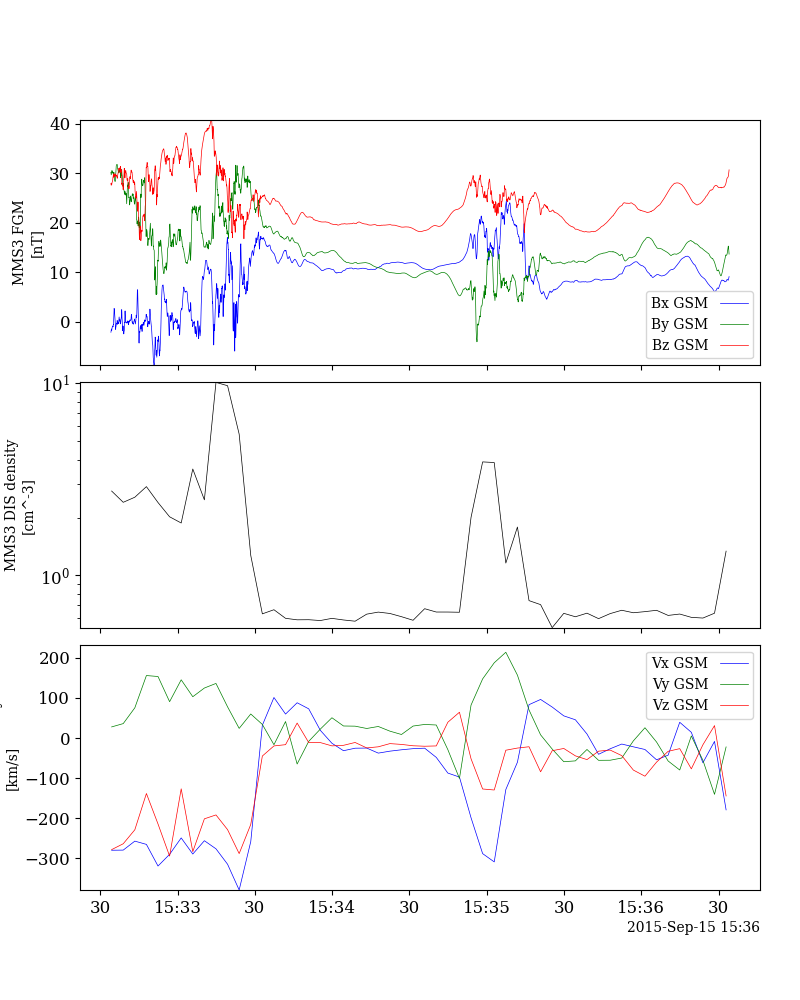 40
30
20
10
0
MMS3 FGM
[nT]
Bx GSM
By GSM
Bz GSM
10^1
10^0
MMS3 DIS density
[cm^-3]
200
100
0
−100
−200
−300
[km/s]
Vx GSM
Vy GSM
Vz GSM
30 15:33 30 15:34 30 15:35 30 15:36 30
2015-Sep-15 15:36